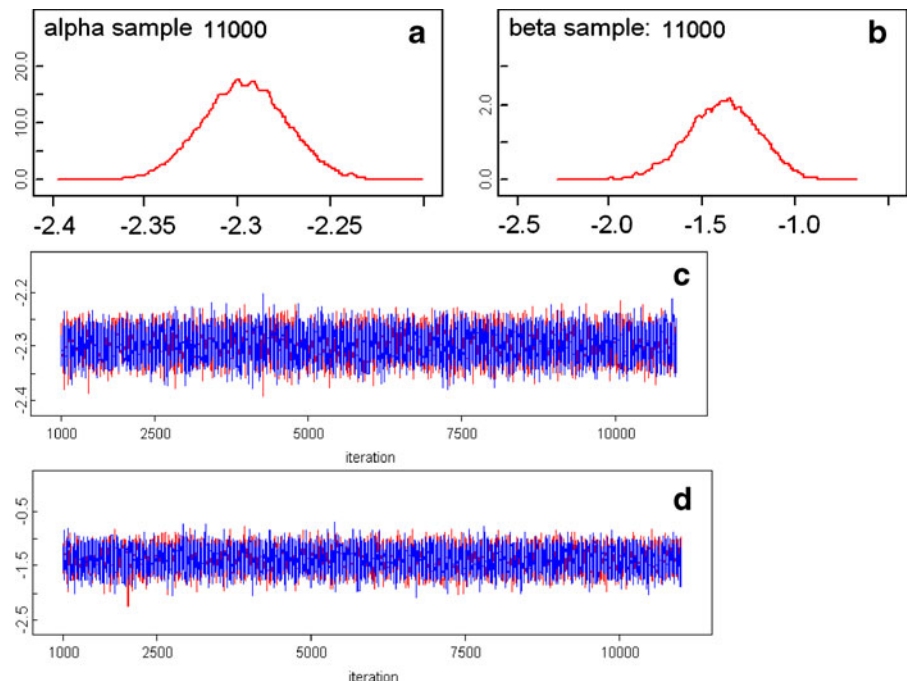 alpha sample 11000 a
20.0
10.0
0.0
-2.4 -2.35 -2.3 -2.25
beta sample: 11000 b
2.0
0.0
-2.5 -2.0 -1.5 -1.0
c
-2.2
-2.3
-2.4
1000 2500 5000 7500 10000
iteration
d
-0.5
-1.5
-2.5
1000 2500 5000 7500 10000
iteration